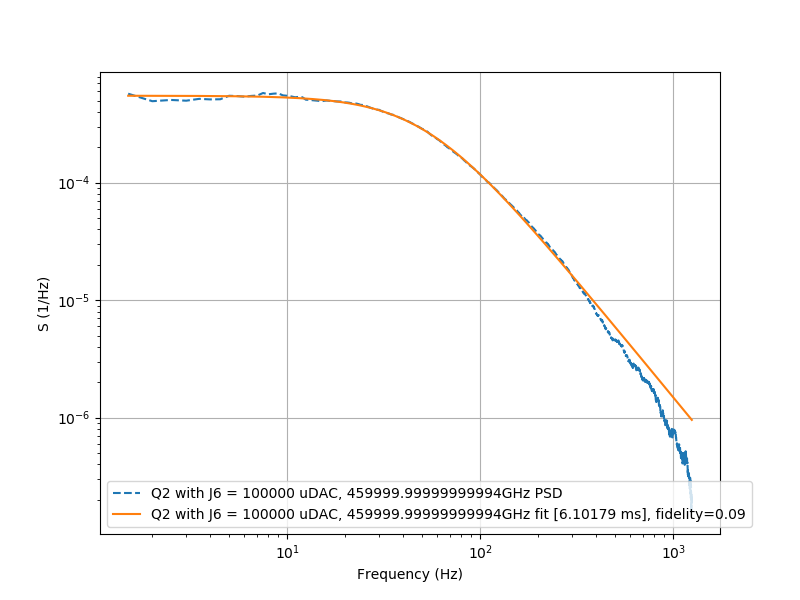 10⁻⁴
10⁻⁵
10⁻⁶
S (1/Hz)
Q2 with J6 = 100000 uDAC, 459999.99999999994GHz PSD
Q2 with J6 = 100000 uDAC, 459999.99999999994GHz fit [6.10179 ms], fidelity=0.09
10¹ 10² 10³
Frequency (Hz)